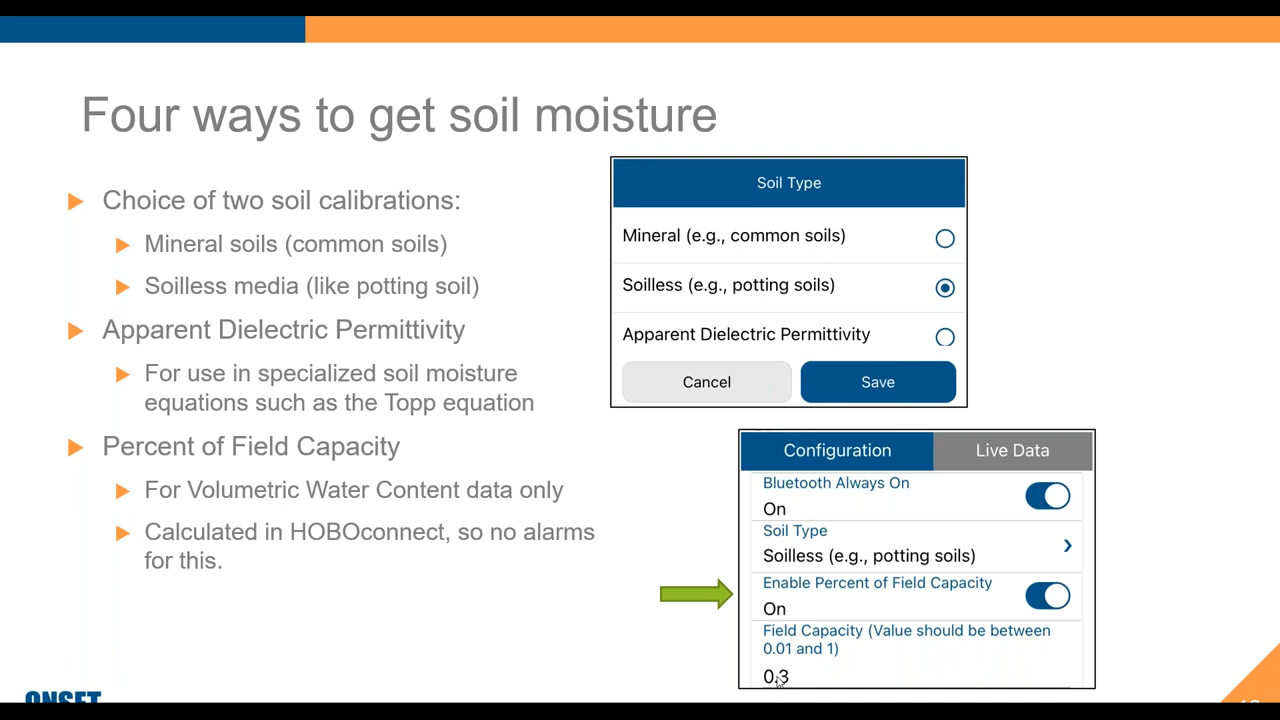 Four ways to get soil moisture
Choice of two soil calibrations:
Mineral soils (common soils)
Soilless media (like potting soil)
Apparent Dielectric Permittivity
For use in specialized soil moisture
equations such as the Topp equation
Percent of Field Capacity
For Volumetric Water Content data only
Calculated in HOBOconnect, so no alarms
for this.
Soil Type
Mineral (e.g., common soils)
Soilless (e.g., potting soils)
Apparent Dielectric Permittivity
Cancel Save
Configuration Live Data
Bluetooth Always On
On
Soil Type
Soilless (e.g., potting soils)
Enable Percent of Field Capacity
On
Field Capacity (Value should be between
0.01 and 1)
0.3
ONSET